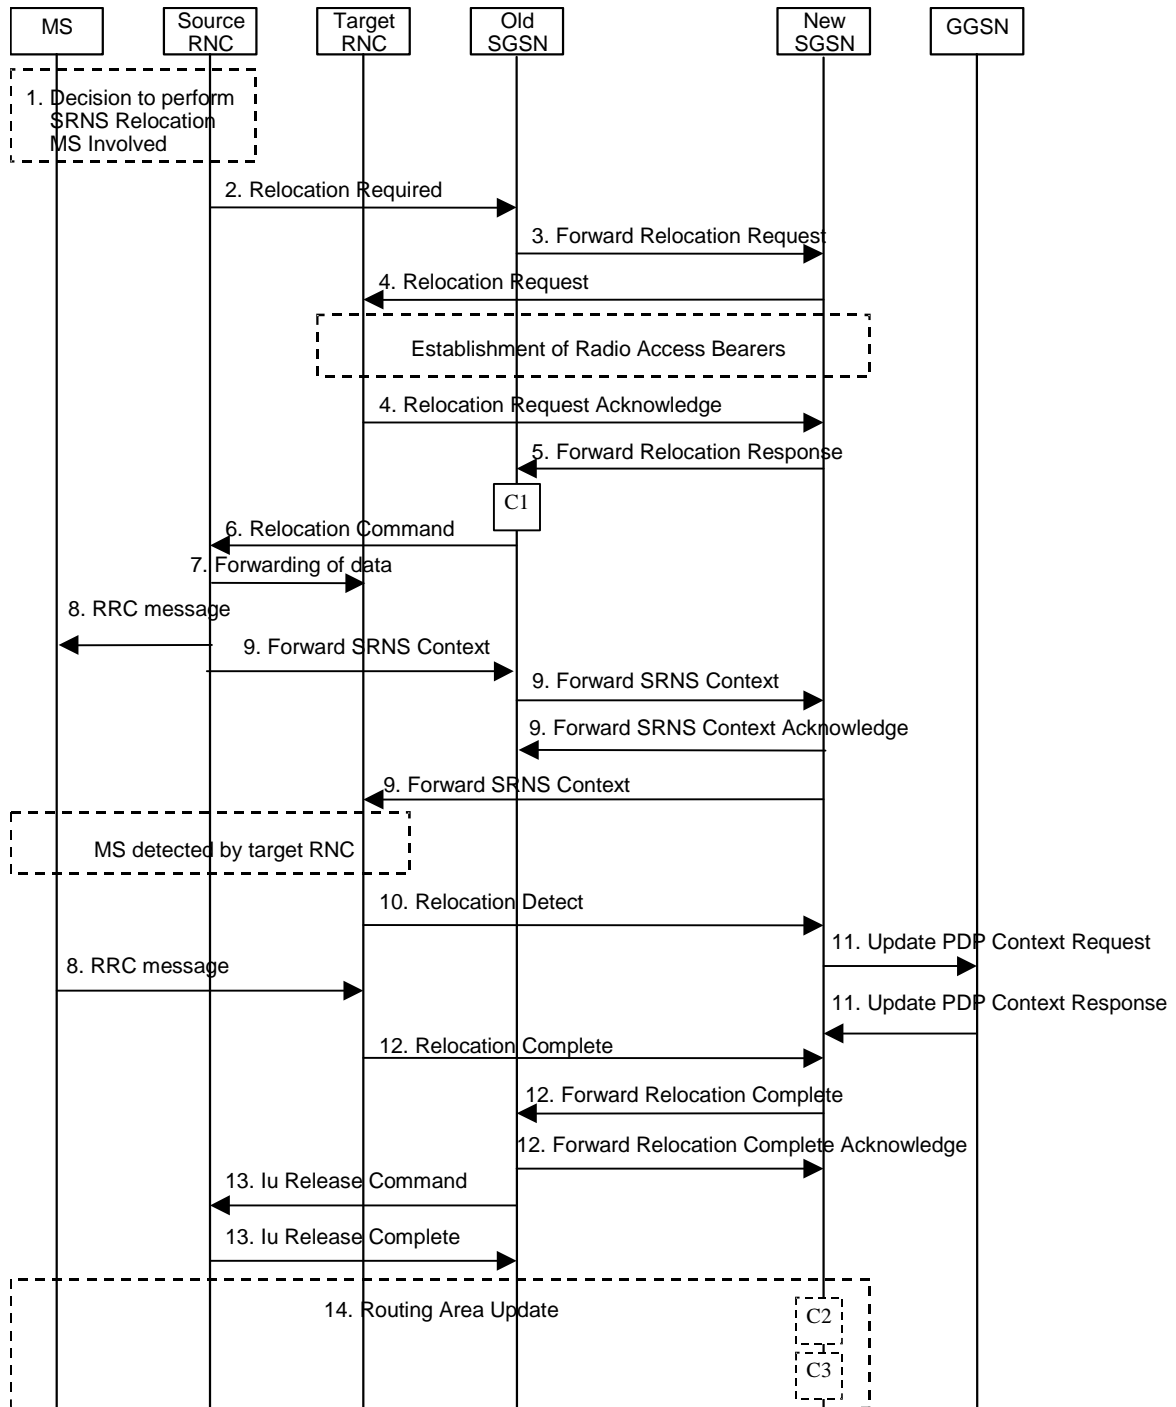 MS
Source
RNC
Target
RNC
Old
SGSN
New
SGSN
GGSN
1. Decision to perform
SRNS Relocation
MS Involved
2. Relocation Required
3. Forward Relocation Request
4. Relocation Request
Establishment of Radio Access Bearers
4. Relocation Request Acknowledge
5. Forward Relocation Response
C1
6. Relocation Command
7. Forwarding of data
8. RRC message
9. Forward SRNS Context
9. Forward SRNS Context
9. Forward SRNS Context Acknowledge
9. Forward SRNS Context
MS detected by target RNC
10. Relocation Detect
11. Update PDP Context Request
8. RRC message
11. Update PDP Context Response
12. Relocation Complete
12. Forward Relocation Complete
12. Forward Relocation Complete Acknowledge
13. Iu Release Command
13. Iu Release Complete
14. Routing Area Update
C2
C3